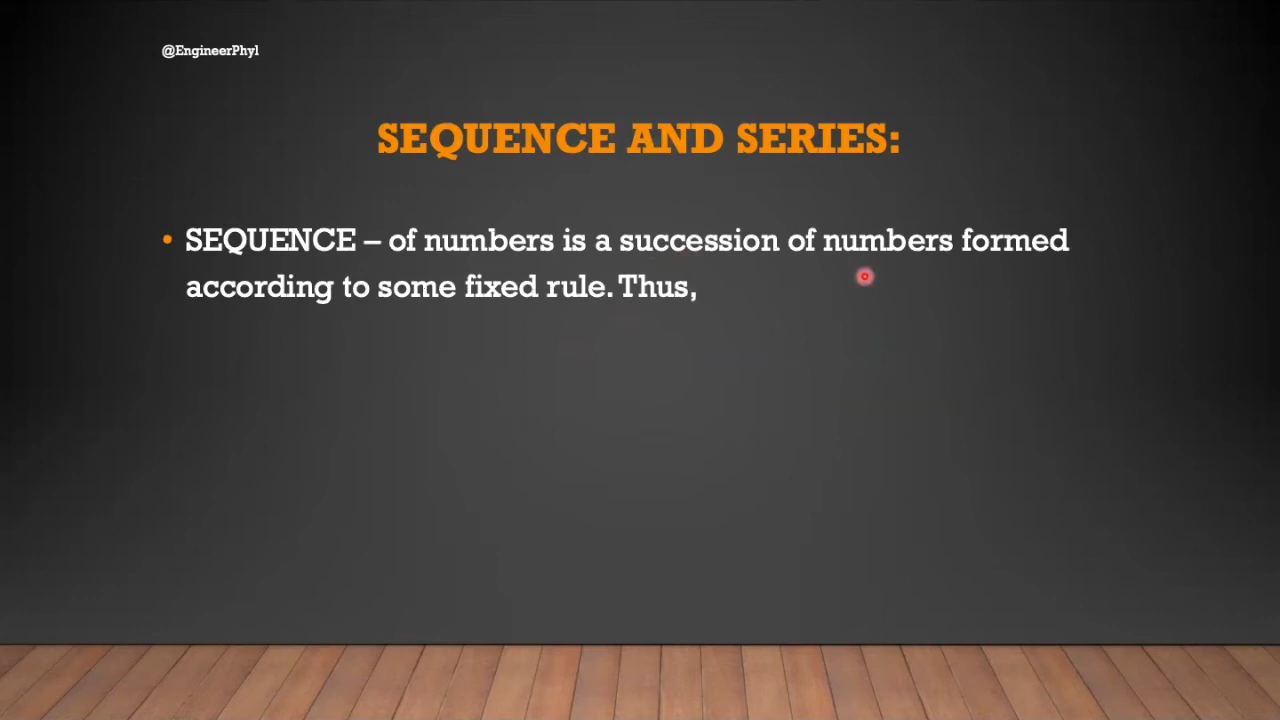 @EngineerPhyl
SEQUENCE AND SERIES:
• SEQUENCE – of numbers is a succession of numbers formed
according to some fixed rule. Thus,